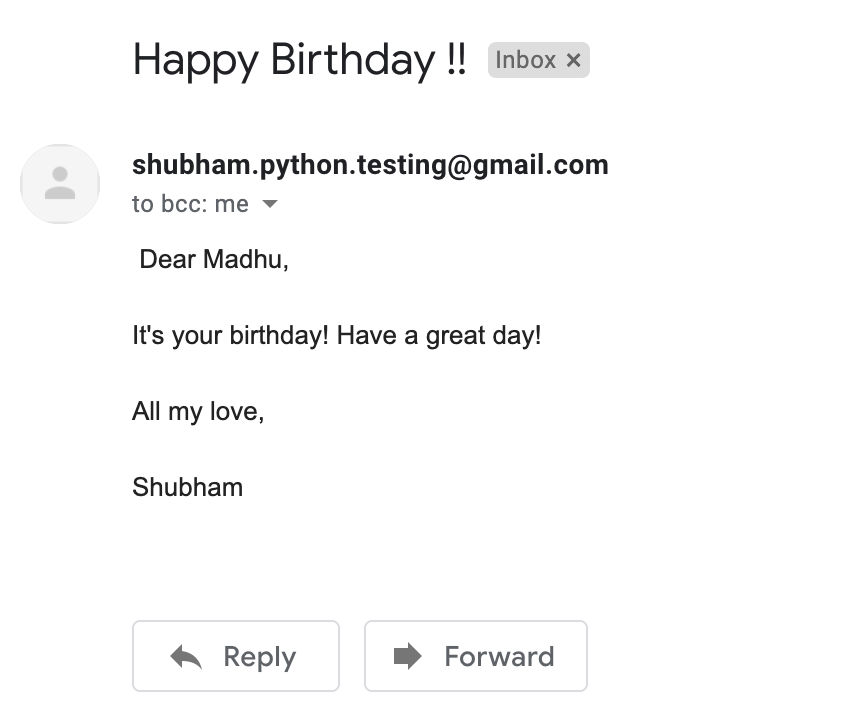 Happy Birthday !! Inbox ×
shubham.python.testing@gmail.com
to bcc: me
Dear Madhu,
It's your birthday! Have a great day!
All my love,
Shubham
Reply Forward